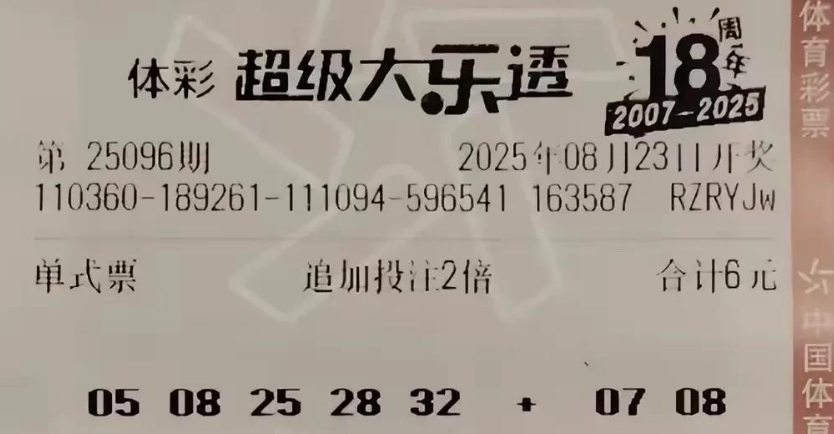 体彩 超级大乐透 18周年
2007-2025
第 25096期 2025年08月23日开奖
110360-189261-111094-596541 163587 RZRYJw
单式票 追加投注2倍 合计6元
05 08 25 28 32 + 07 08
体育彩票
中国体育